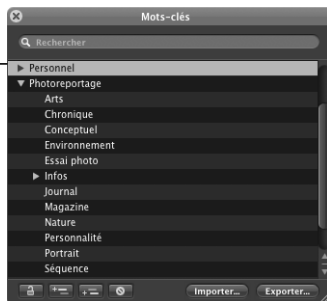 Mots-clés
Rechercher
Personnel
Photoreportage
Arts
Chronique
Conceptuel
Environnement
Essai photo
Infos
Journal
Magazine
Nature
Personnalité
Portrait
Séquence
Importer... Exporter...